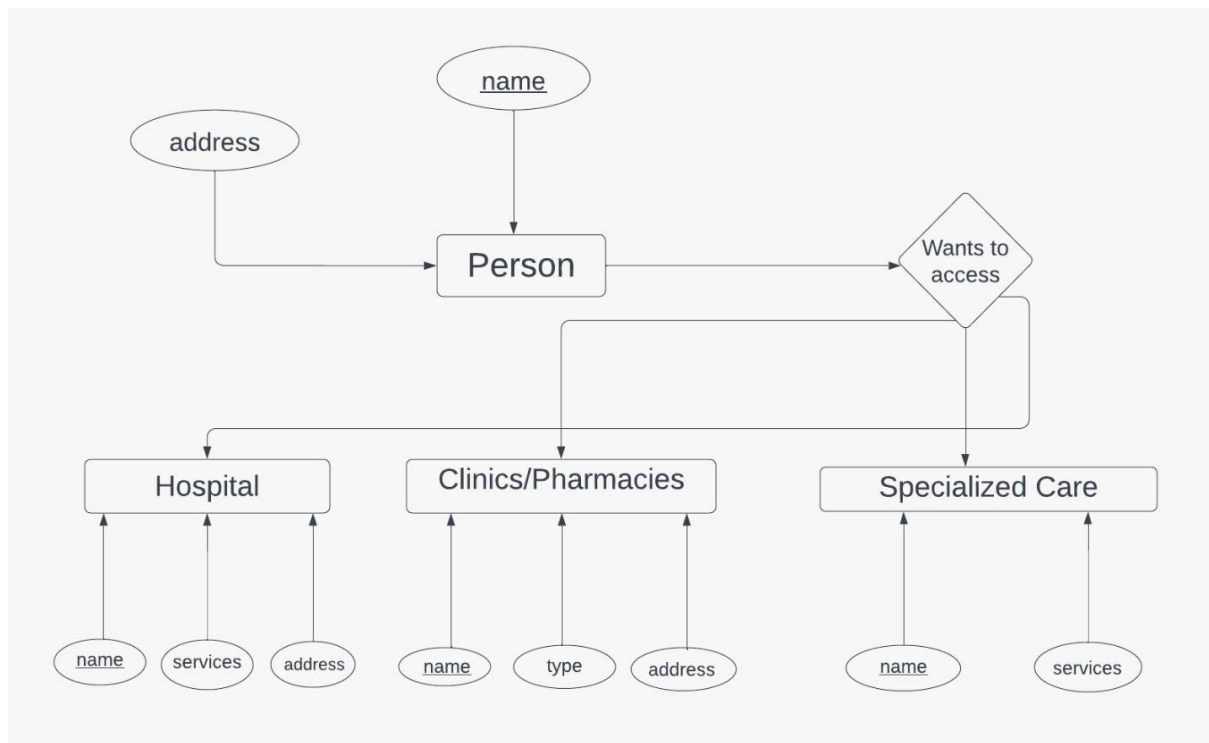 name
address
Person
Wants to
access
Hospital
Clinics/Pharmacies
Specialized Care
name
services
address
name
type
address
name
services